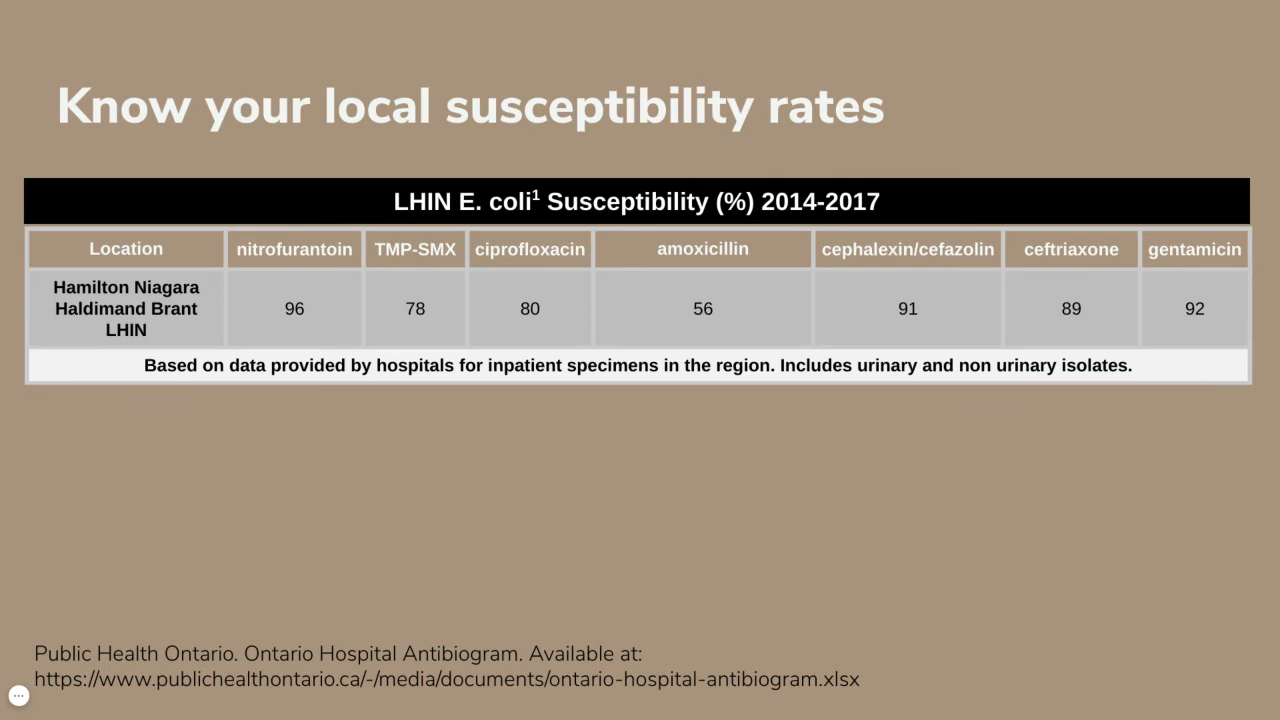 Know your local susceptibility rates
LHIN E. coli¹ Susceptibility (%) 2014-2017
Location nitrofurantoin TMP-SMX ciprofloxacin amoxicillin cephalexin/cefazolin ceftriaxone gentamicin
Hamilton Niagara
Haldimand Brant
LHIN
96 78 80 56 91 89 92
Based on data provided by hospitals for inpatient specimens in the region. Includes urinary and non urinary isolates.
Public Health Ontario. Ontario Hospital Antibiogram. Available at:
https://www.publichealthontario.ca/-/media/documents/ontario-hospital-antibiogram.xlsx